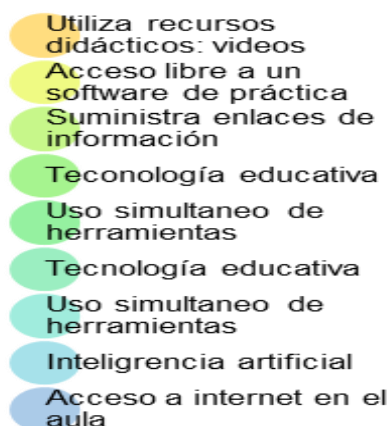 Utiliza recursos
didácticos: videos
Acceso libre a un
software de práctica
Suministra enlaces de
información
Teconología educativa
Uso simultaneo de
herramientas
Tecnología educativa
Uso simultaneo de
herramientas
Inteligrencia artificial
Acceso a internet en el
aula